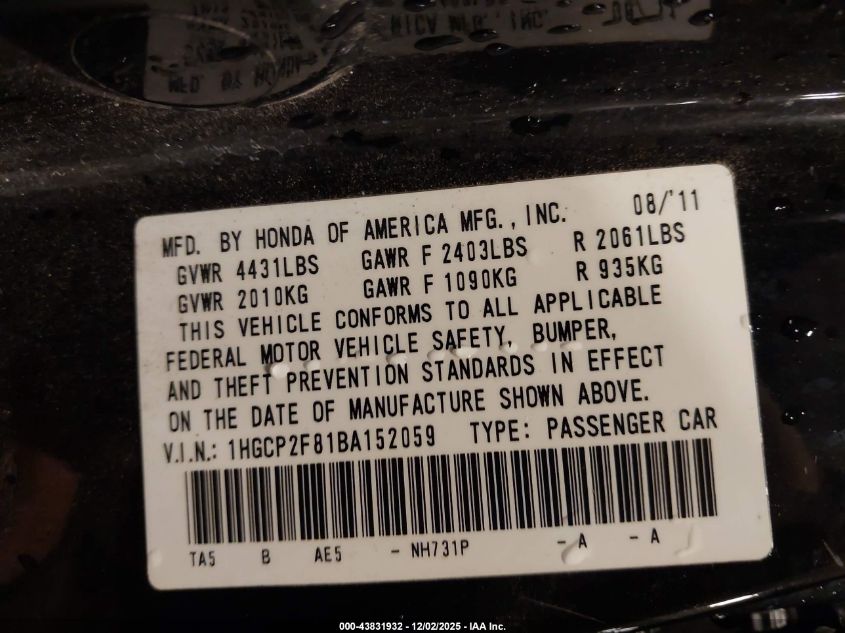 MFD. BY HONDA OF AMERICA MFG., INC. 08/'11
GVWR 4431LBS GAWR F 2403LBS R 2061LBS
GVWR 2010KG GAWR F 1090KG R 935KG
THIS VEHICLE CONFORMS TO ALL APPLICABLE
FEDERAL MOTOR VEHICLE SAFETY, BUMPER,
AND THEFT PREVENTION STANDARDS IN EFFECT
ON THE DATE OF MANUFACTURE SHOWN ABOVE.
V.I.N.: 1HGCP2F81BA152059 TYPE: PASSENGER CAR
TA5 B AE5 - NH731P - A - A
000-43831932 - 12/02/2025 - IAA Inc.